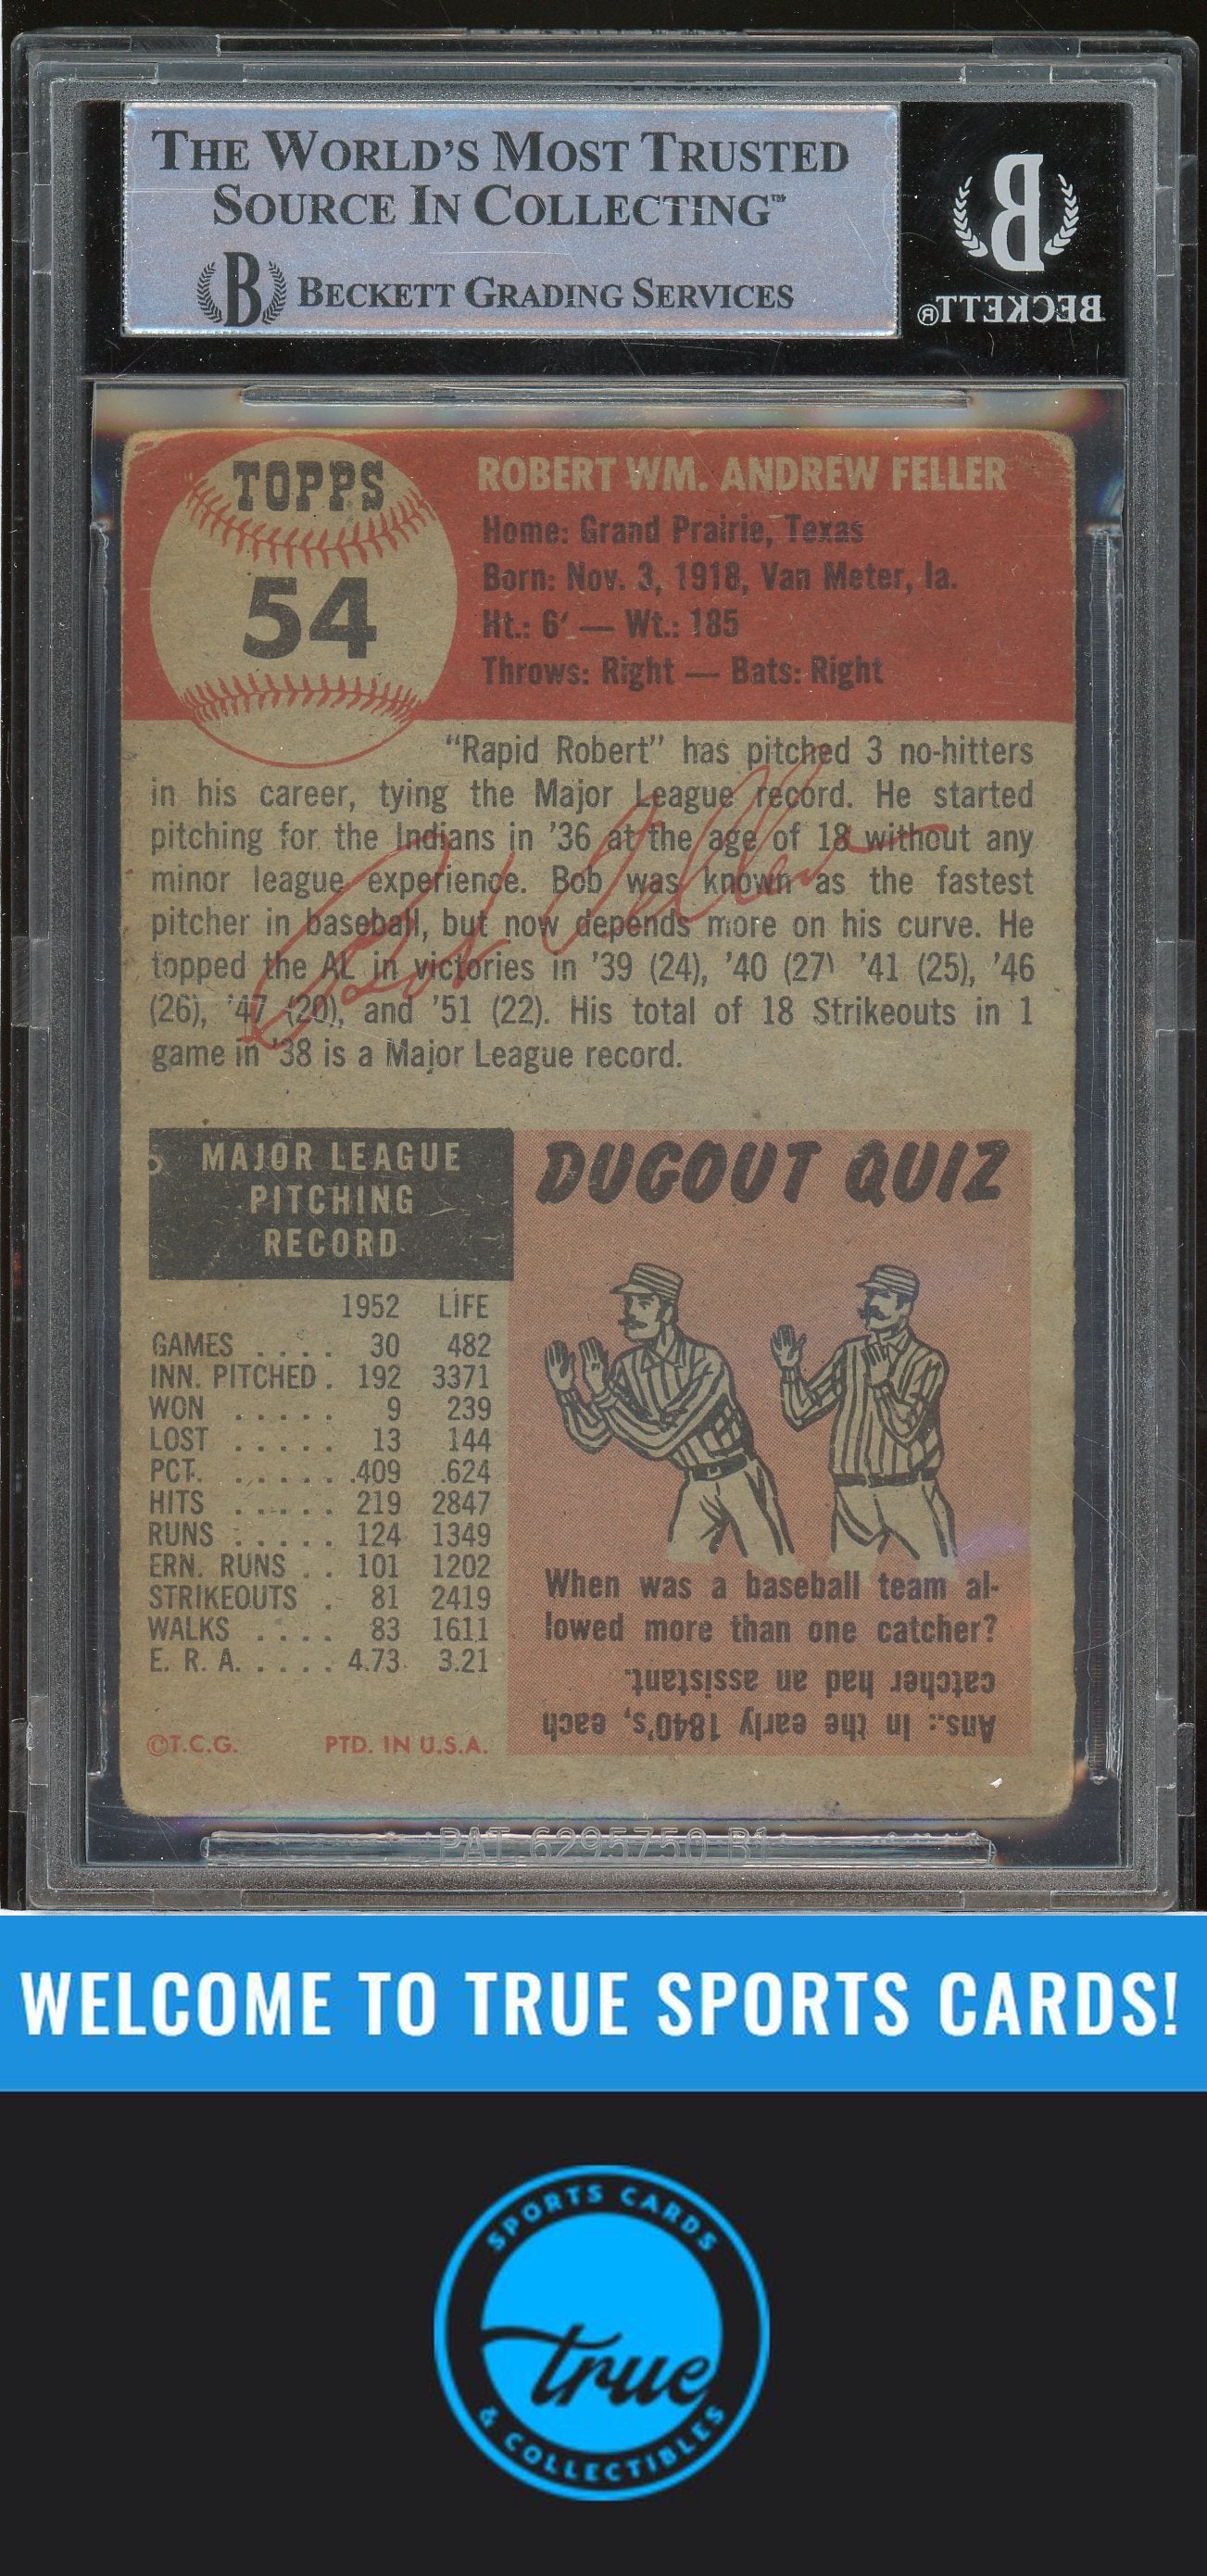 THE WORLD'S MOST TRUSTED
SOURCE IN COLLECTING™
B BECKETT GRADING SERVICES
B
BECKETT®
TOPPS
54
ROBERT WM. ANDREW FELLER
Home: Grand Prairie, Texas
Born: Nov. 3, 1918, Van Meter, Ia.
Ht.: 6′ — Wt.: 185
Throws: Right — Bats: Right
"Rapid Robert" has pitched 3 no-hitters
in his career, tying the Major League record. He started
pitching for the Indians in '36 at the age of 18 without any
minor league experience. Bob was known as the fastest
pitcher in baseball, but now depends more on his curve. He
topped the AL in victories in '39 (24), '40 (27) '41 (25), '46
(26), '47 (20), and '51 (22). His total of 18 Strikeouts in 1
game in '38 is a Major League record.
Bob Feller
MAJOR LEAGUE
PITCHING
RECORD
1952 LIFE
GAMES .... 30 482
INN. PITCHED . 192 3371
WON ..... 9 239
LOST ..... 13 144
PCT. ...... .409 .624
HITS ..... 219 2847
RUNS ..... 124 1349
ERN. RUNS .. 101 1202
STRIKEOUTS . 81 2419
WALKS .... 83 1611
E. R. A. ..... 4.73 3.21
©T.C.G. PTD. IN U.S.A.
DUGOUT QUIZ
When was a baseball team al-
lowed more than one catcher?
Ans.: In the early 1840's, each
catcher had an assistant.
PAT 6295750 B1
WELCOME TO TRUE SPORTS CARDS!
SPORTS CARDS
true
& COLLECTIBLES